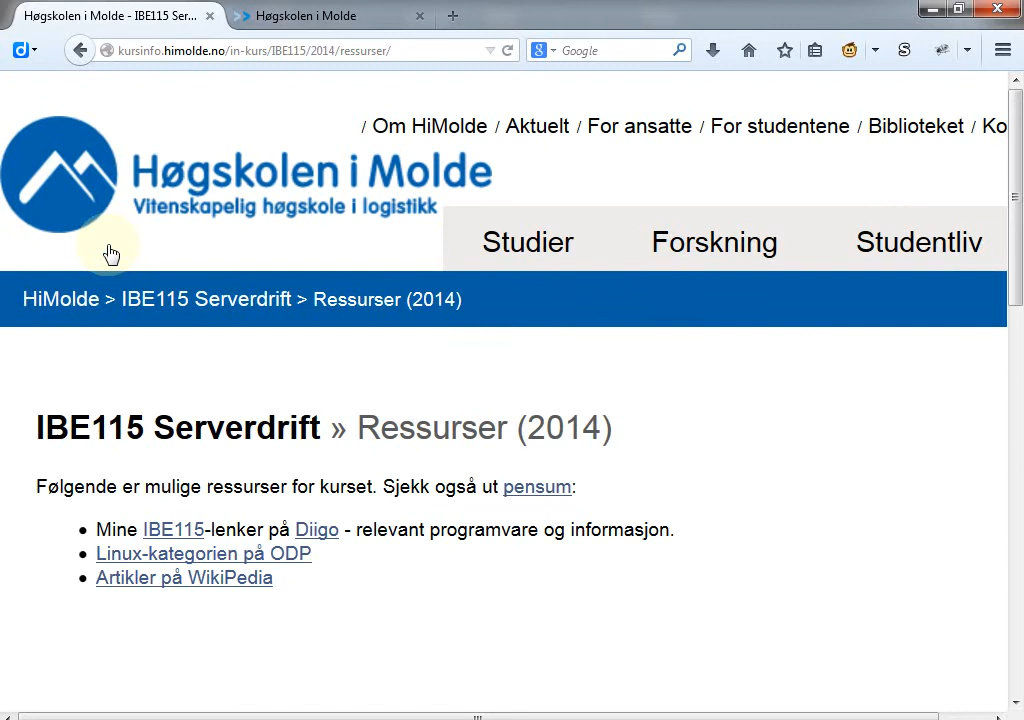 Høgskolen i Molde - IBE115 Ser...
Høgskolen i Molde
kursinfo.himolde.no/in-kurs/IBE115/2014/ressurser/
Google
/ Om HiMolde / Aktuelt / For ansatte / For studentene / Biblioteket / Ko
Høgskolen i Molde
Vitenskapelig høgskole i logistikk
Studier Forskning Studentliv
HiMolde > IBE115 Serverdrift > Ressurser (2014)
IBE115 Serverdrift » Ressurser (2014)
Følgende er mulige ressurser for kurset. Sjekk også ut pensum:
• Mine IBE115-lenker på Diigo - relevant programvare og informasjon.
• Linux-kategorien på ODP
• Artikler på WikiPedia